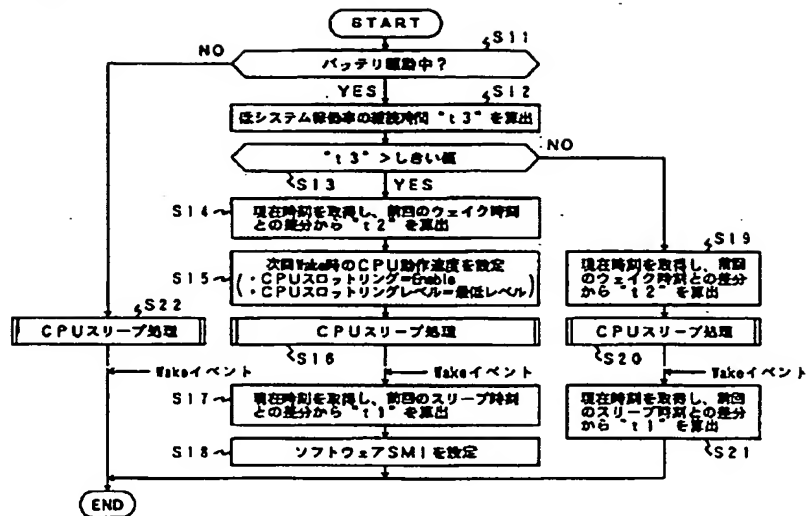 START
S11
NO
バッテリ駆動中？
YES
S12
低システム稼働率の継続時間 "t3" を算出
NO
"t3" ＞しきい値
S13
YES
S14
現在時刻を取得し、前回のウェイク時刻
との差分から "t2" を算出
S19
現在時刻を取得し、前回
のウェイク時刻との差分
から "t2" を算出
S15
次回Wake時のCPU動作速度を設定
(・CPUスロットリング=Enable
・CPUスロットリングレベル=最低レベル)
S22
CPUスリープ処理
CPUスリープ処理
CPUスリープ処理
S16
S20
Wakeイベント
Wakeイベント
Wakeイベント
S17
現在時刻を取得し、前回のスリープ時刻
との差分から "t1" を算出
現在時刻を取得し、前回
のスリープ時刻との差分
から "t1" を算出
S18
ソフトウェアSMIを設定
S21
END